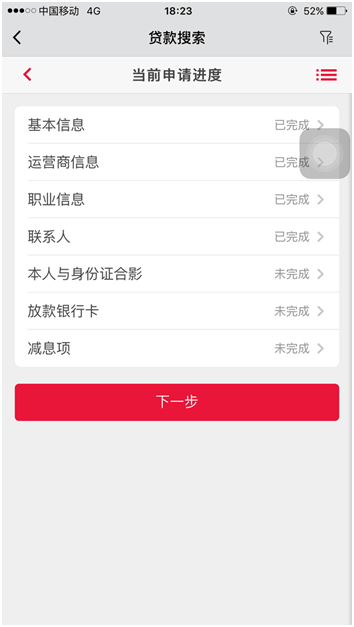 中国移动 4G 18:23 52%
贷款搜索
当前申请进度
基本信息 已完成
运营商信息 已完成
职业信息 已完成
联系人 已完成
本人与身份证合影 未完成
放款银行卡 未完成
减息项 未完成
下一步